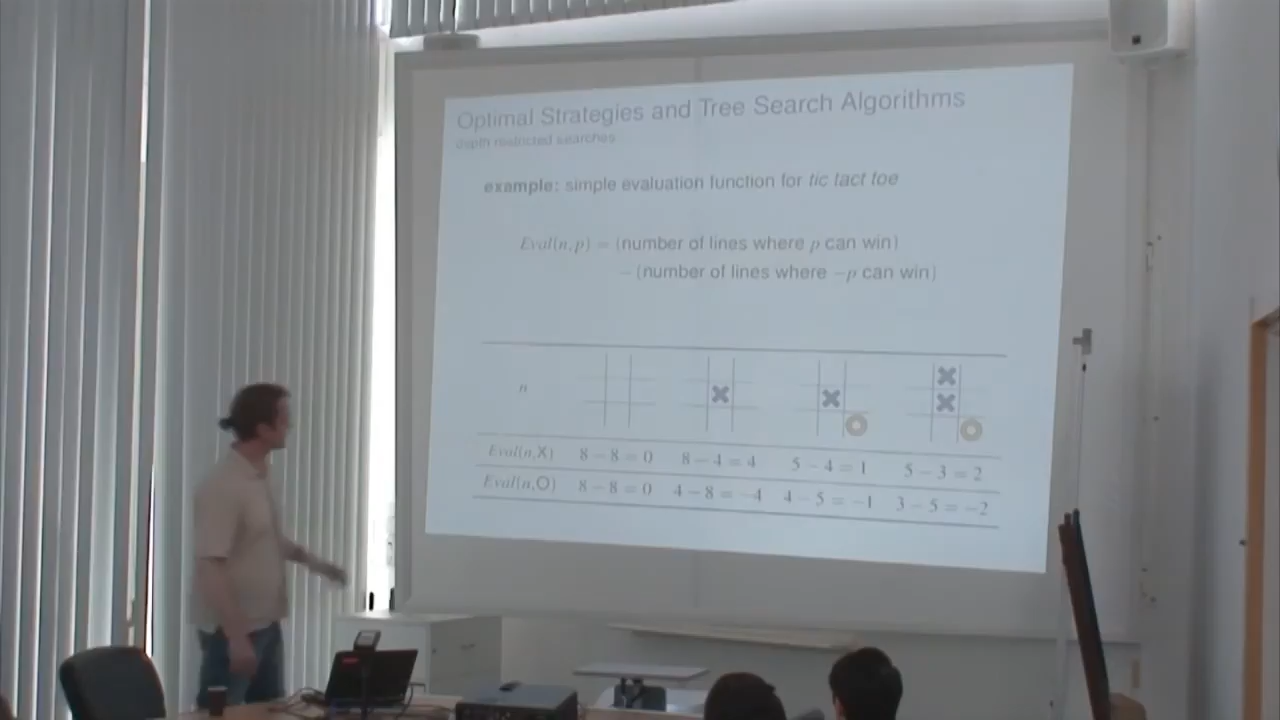 Optimal Strategies and Tree Search Algorithms
depth restricted searches
example: simple evaluation function for tic tact toe
Eval(n,p) = (number of lines where p can win)
− (number of lines where −p can win)
n
Eval(n,X) 8 − 8 = 0 8 − 4 = 4 5 − 4 = 1 5 − 3 = 2
Eval(n,O) 8 − 8 = 0 4 − 8 = −4 4 − 5 = −1 3 − 5 = −2